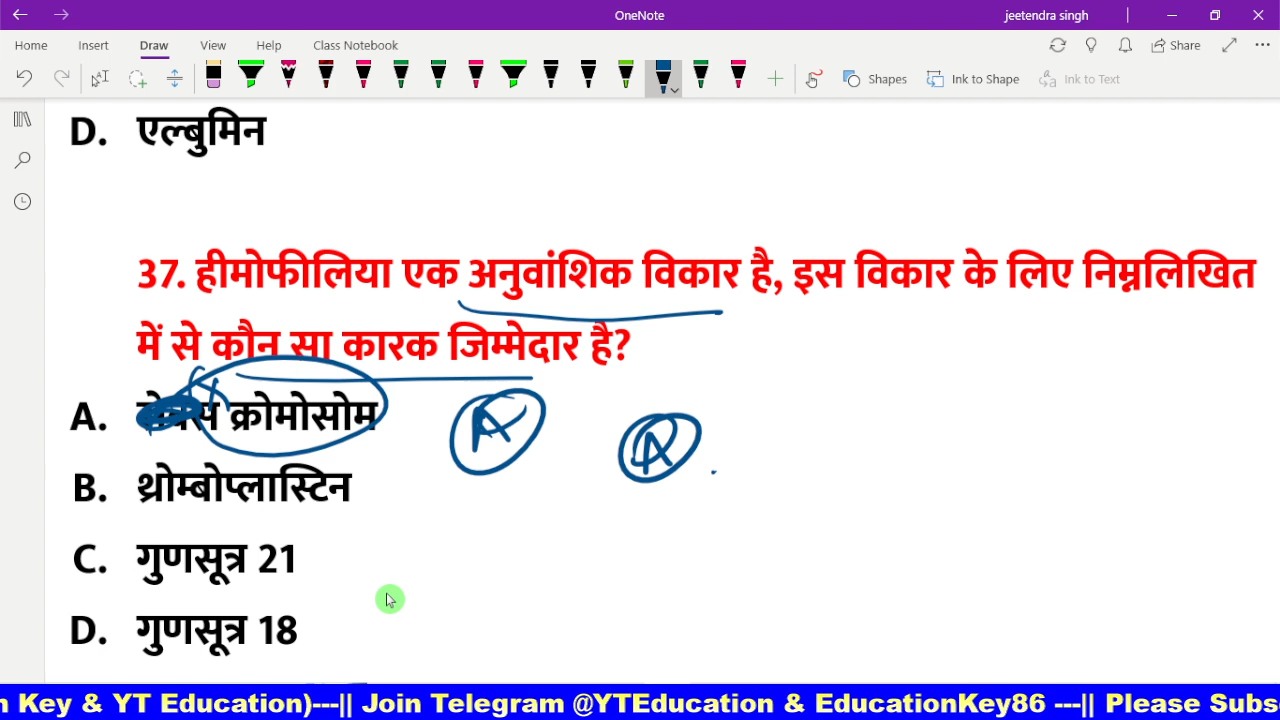 OneNote
jeetendra singh
Home Insert Draw View Help Class Notebook
Share
Shapes Ink to Shape Ink to Text
D. एल्बुमिन
37. हीमोफीलिया एक अनुवांशिक विकार है, इस विकार के लिए निम्नलिखित
में से कौन सा कारक जिम्मेदार है?
A. क्रोमोसोम
A
A
B. थ्रोम्बोप्लास्टिन
C. गुणसूत्र 21
D. गुणसूत्र 18
Key & YT Education)---|| Join Telegram @YTEducation & EducationKey86 ---|| Please Subs